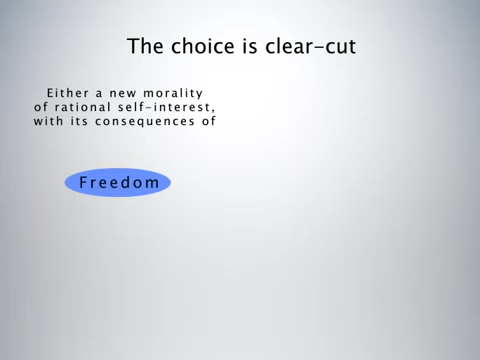 The choice is clear-cut
Either a new morality
of rational self-interest,
with its consequences of
Freedom